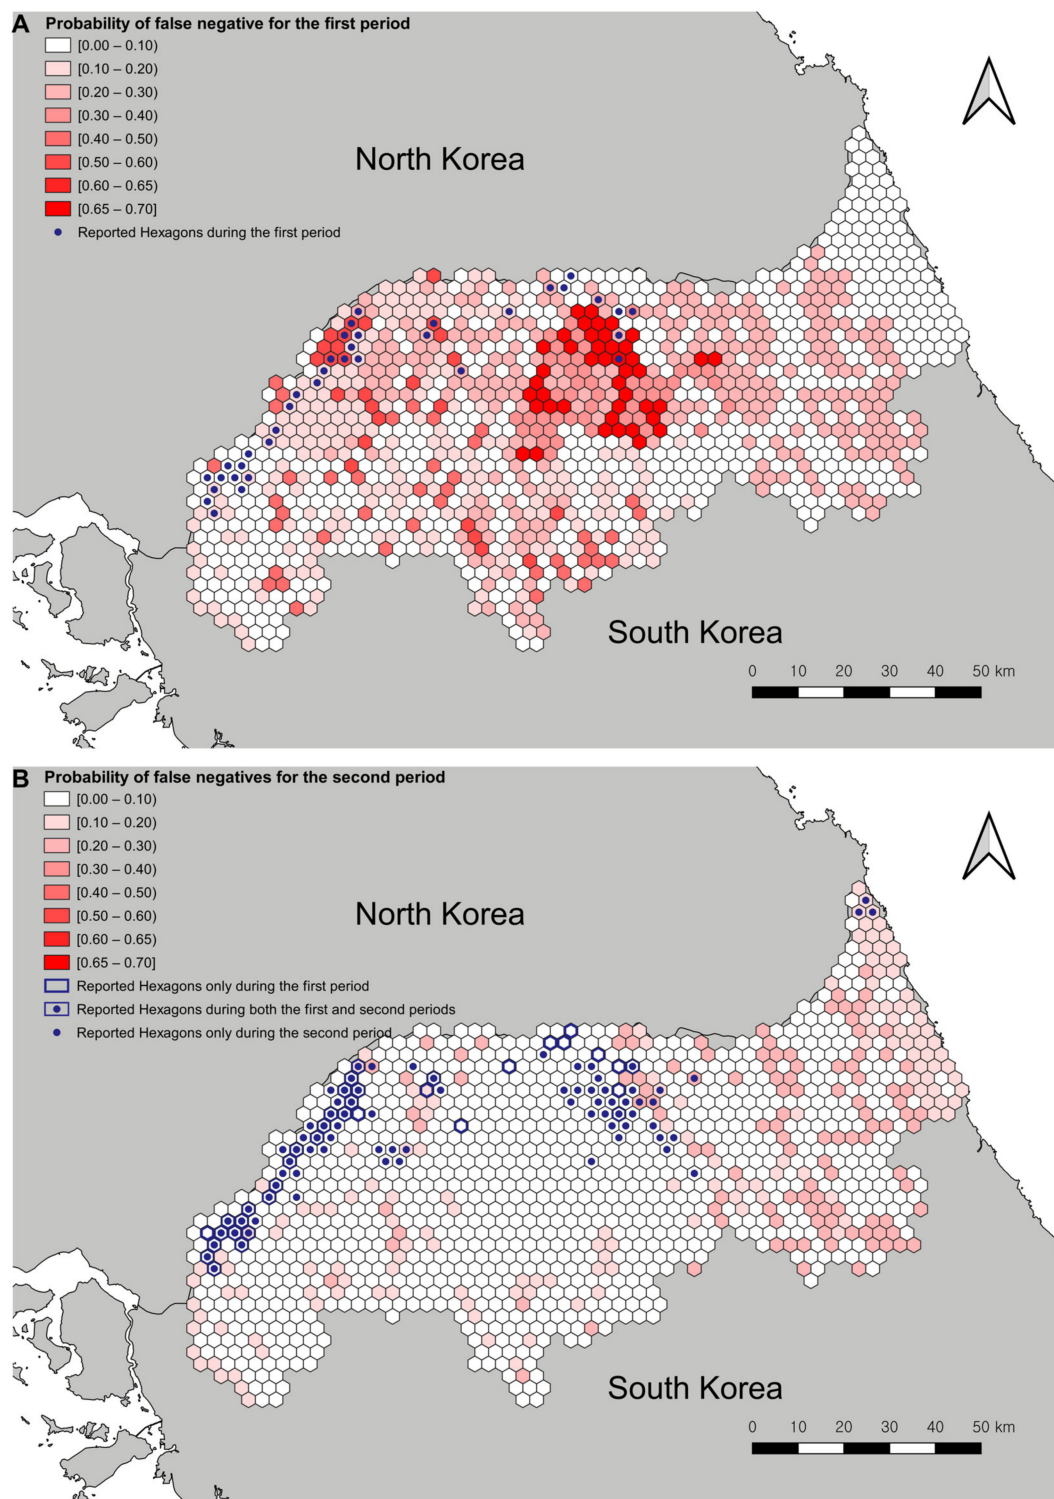 A Probability of false negative for the first period
[0.00 – 0.10)
[0.10 – 0.20)
[0.20 – 0.30)
[0.30 – 0.40)
[0.40 – 0.50)
[0.50 – 0.60)
[0.60 – 0.65)
[0.65 – 0.70]
Reported Hexagons during the first period
North Korea
South Korea
0 10 20 30 40 50 km
B Probability of false negatives for the second period
[0.00 – 0.10)
[0.10 – 0.20)
[0.20 – 0.30)
[0.30 – 0.40)
[0.40 – 0.50)
[0.50 – 0.60)
[0.60 – 0.65)
[0.65 – 0.70]
Reported Hexagons only during the first period
Reported Hexagons during both the first and second periods
Reported Hexagons only during the second period
North Korea
South Korea
0 10 20 30 40 50 km